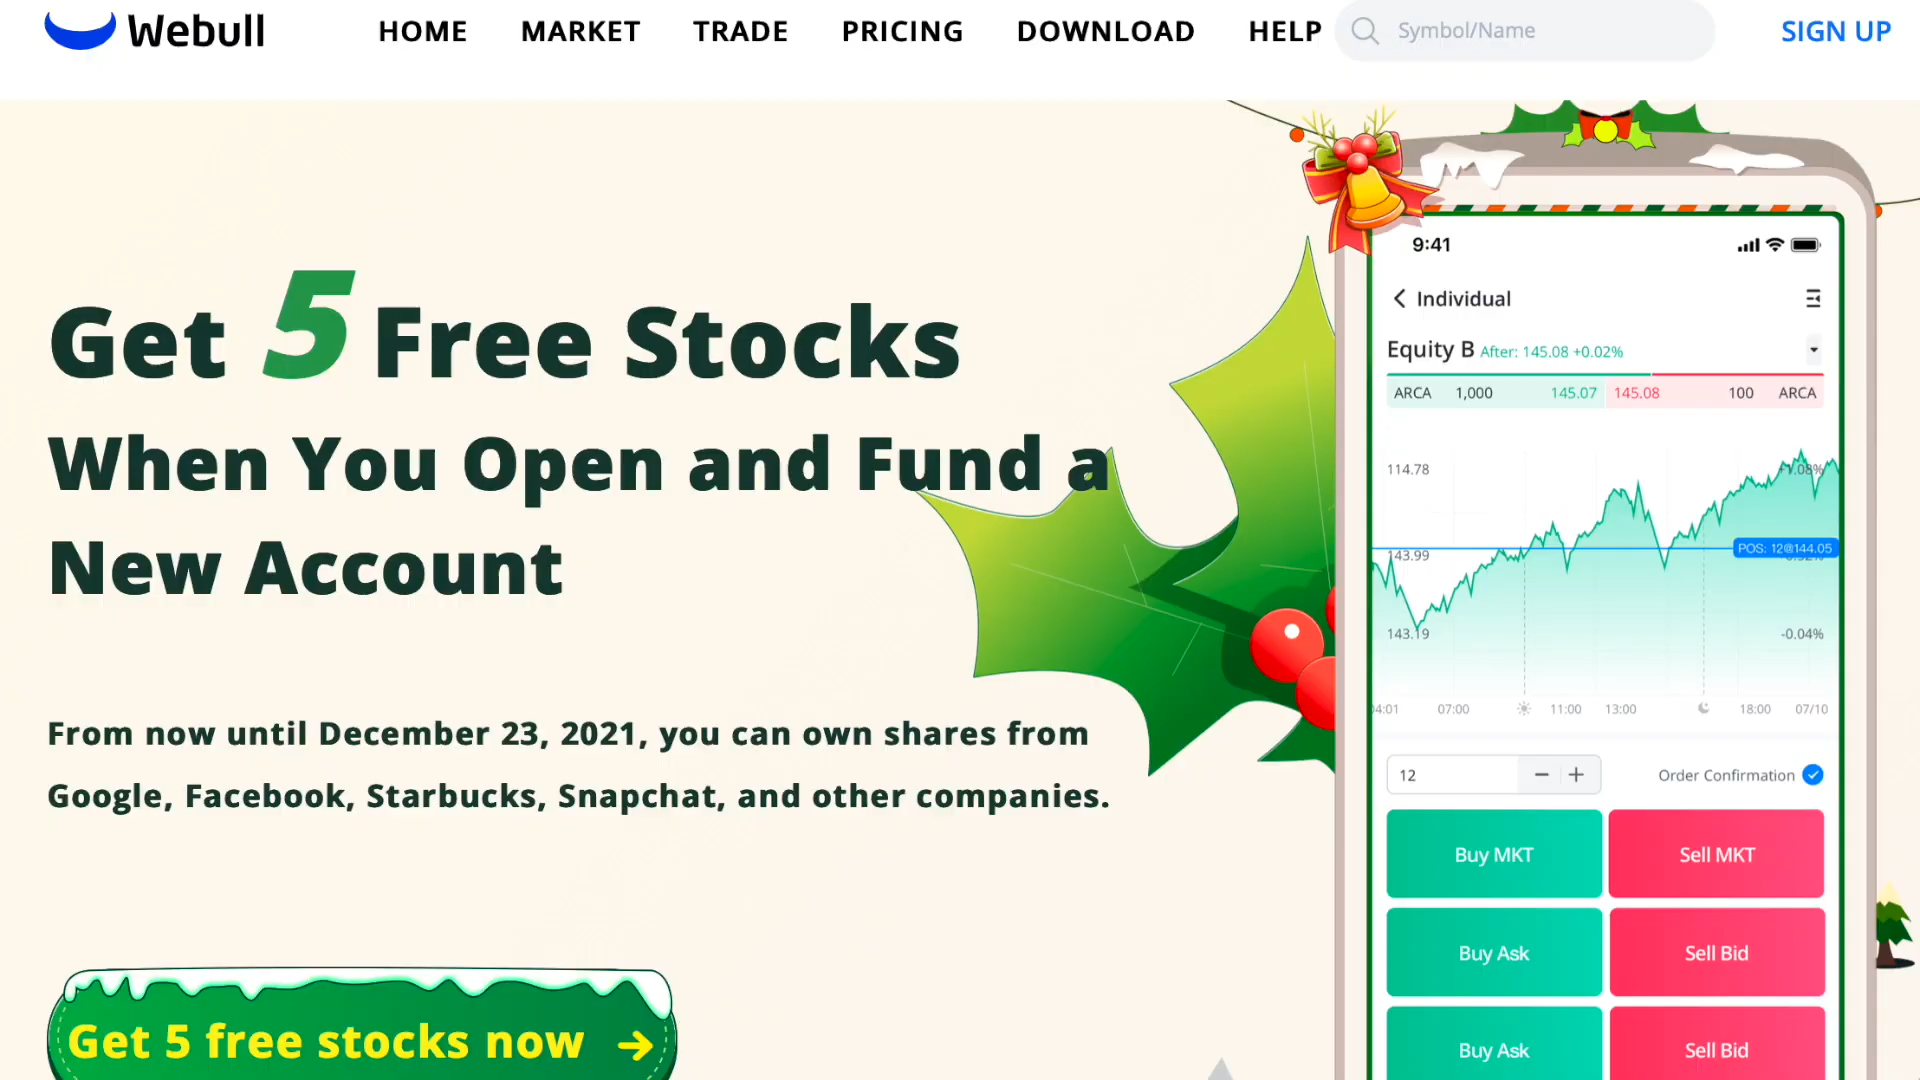 Webull
HOME MARKET TRADE PRICING DOWNLOAD HELP Symbol/Name SIGN UP
Get 5 Free Stocks
When You Open and Fund a
New Account
From now until December 23, 2021, you can own shares from
Google, Facebook, Starbucks, Snapchat, and other companies.
Get 5 free stocks now
9:41
Individual
Equity B After: 145.08 +0.02%
ARCA 1,000 145.07 145.08 100 ARCA
114.78 +1.08%
143.99 POS: 12@144.05
143.19 -0.04%
04:01 07:00 11:00 13:00 18:00 07/10
12 Order Confirmation
Buy MKT Sell MKT
Buy Ask Sell Bid
Buy Ask Sell Bid